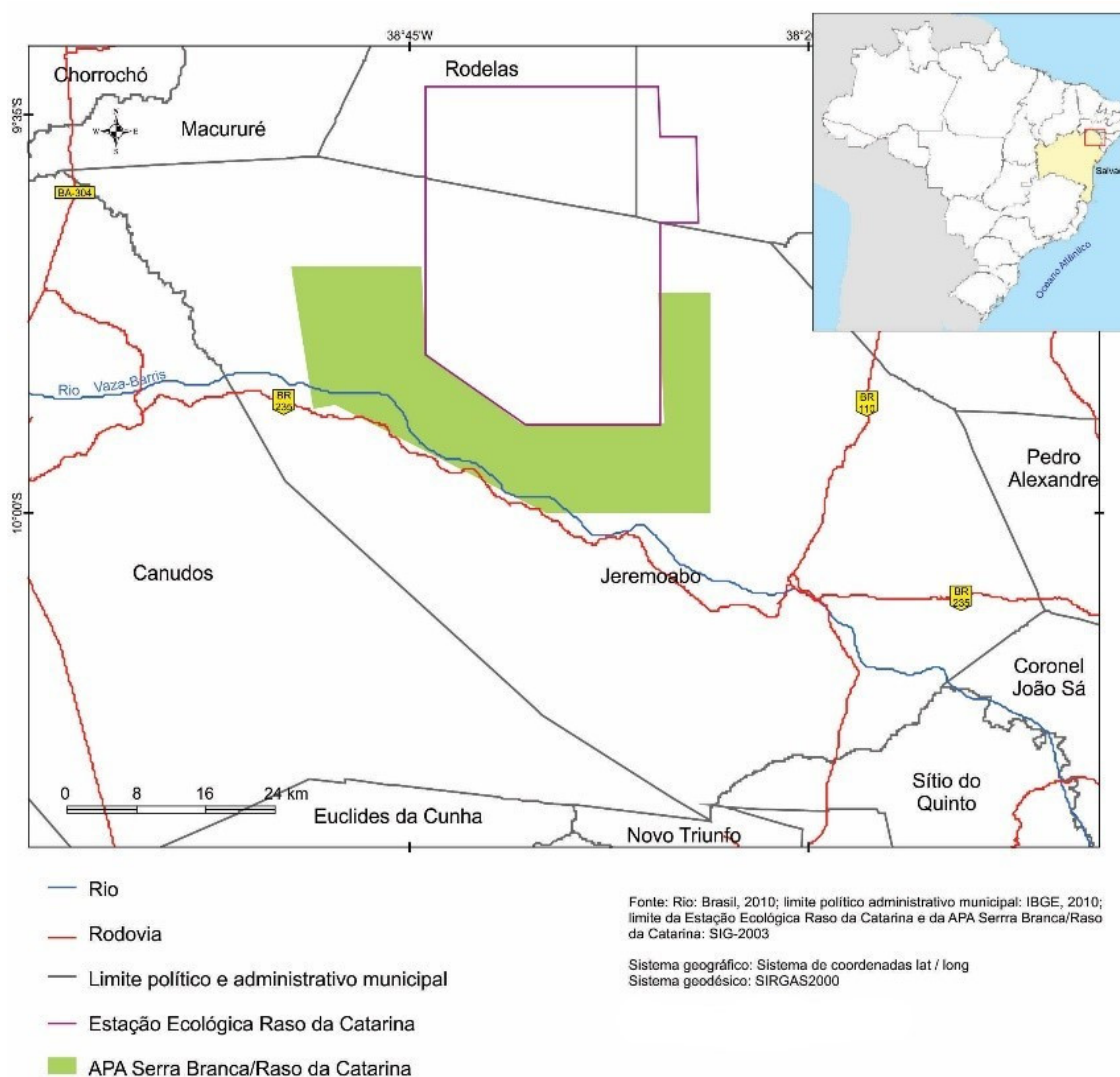 38°45'W
38°2
9°35'S
10°00'S
Chorrochó
Rodelas
Macururé
N
W
E
S
BA-304
Salvad
Oceano Atlântico
Rio Vaza-Barris
BR
235
BR
110
Pedro
Alexandre
Canudos
Jeremoabo
BR
235
Coronel
João Sá
Sítio do
Quinto
0 8 16 24 km
Euclides da Cunha
Novo Triunfo
Rio
Rodovia
Limite político e administrativo municipal
Estação Ecológica Raso da Catarina
APA Serra Branca/Raso da Catarina
Fonte: Rio: Brasil, 2010; limite político administrativo municipal: IBGE, 2010;
limite da Estação Ecológica Raso da Catarina e da APA Serrra Branca/Raso
da Catarina: SIG-2003
Sistema geográfico: Sistema de coordenadas lat / long
Sistema geodésico: SIRGAS2000